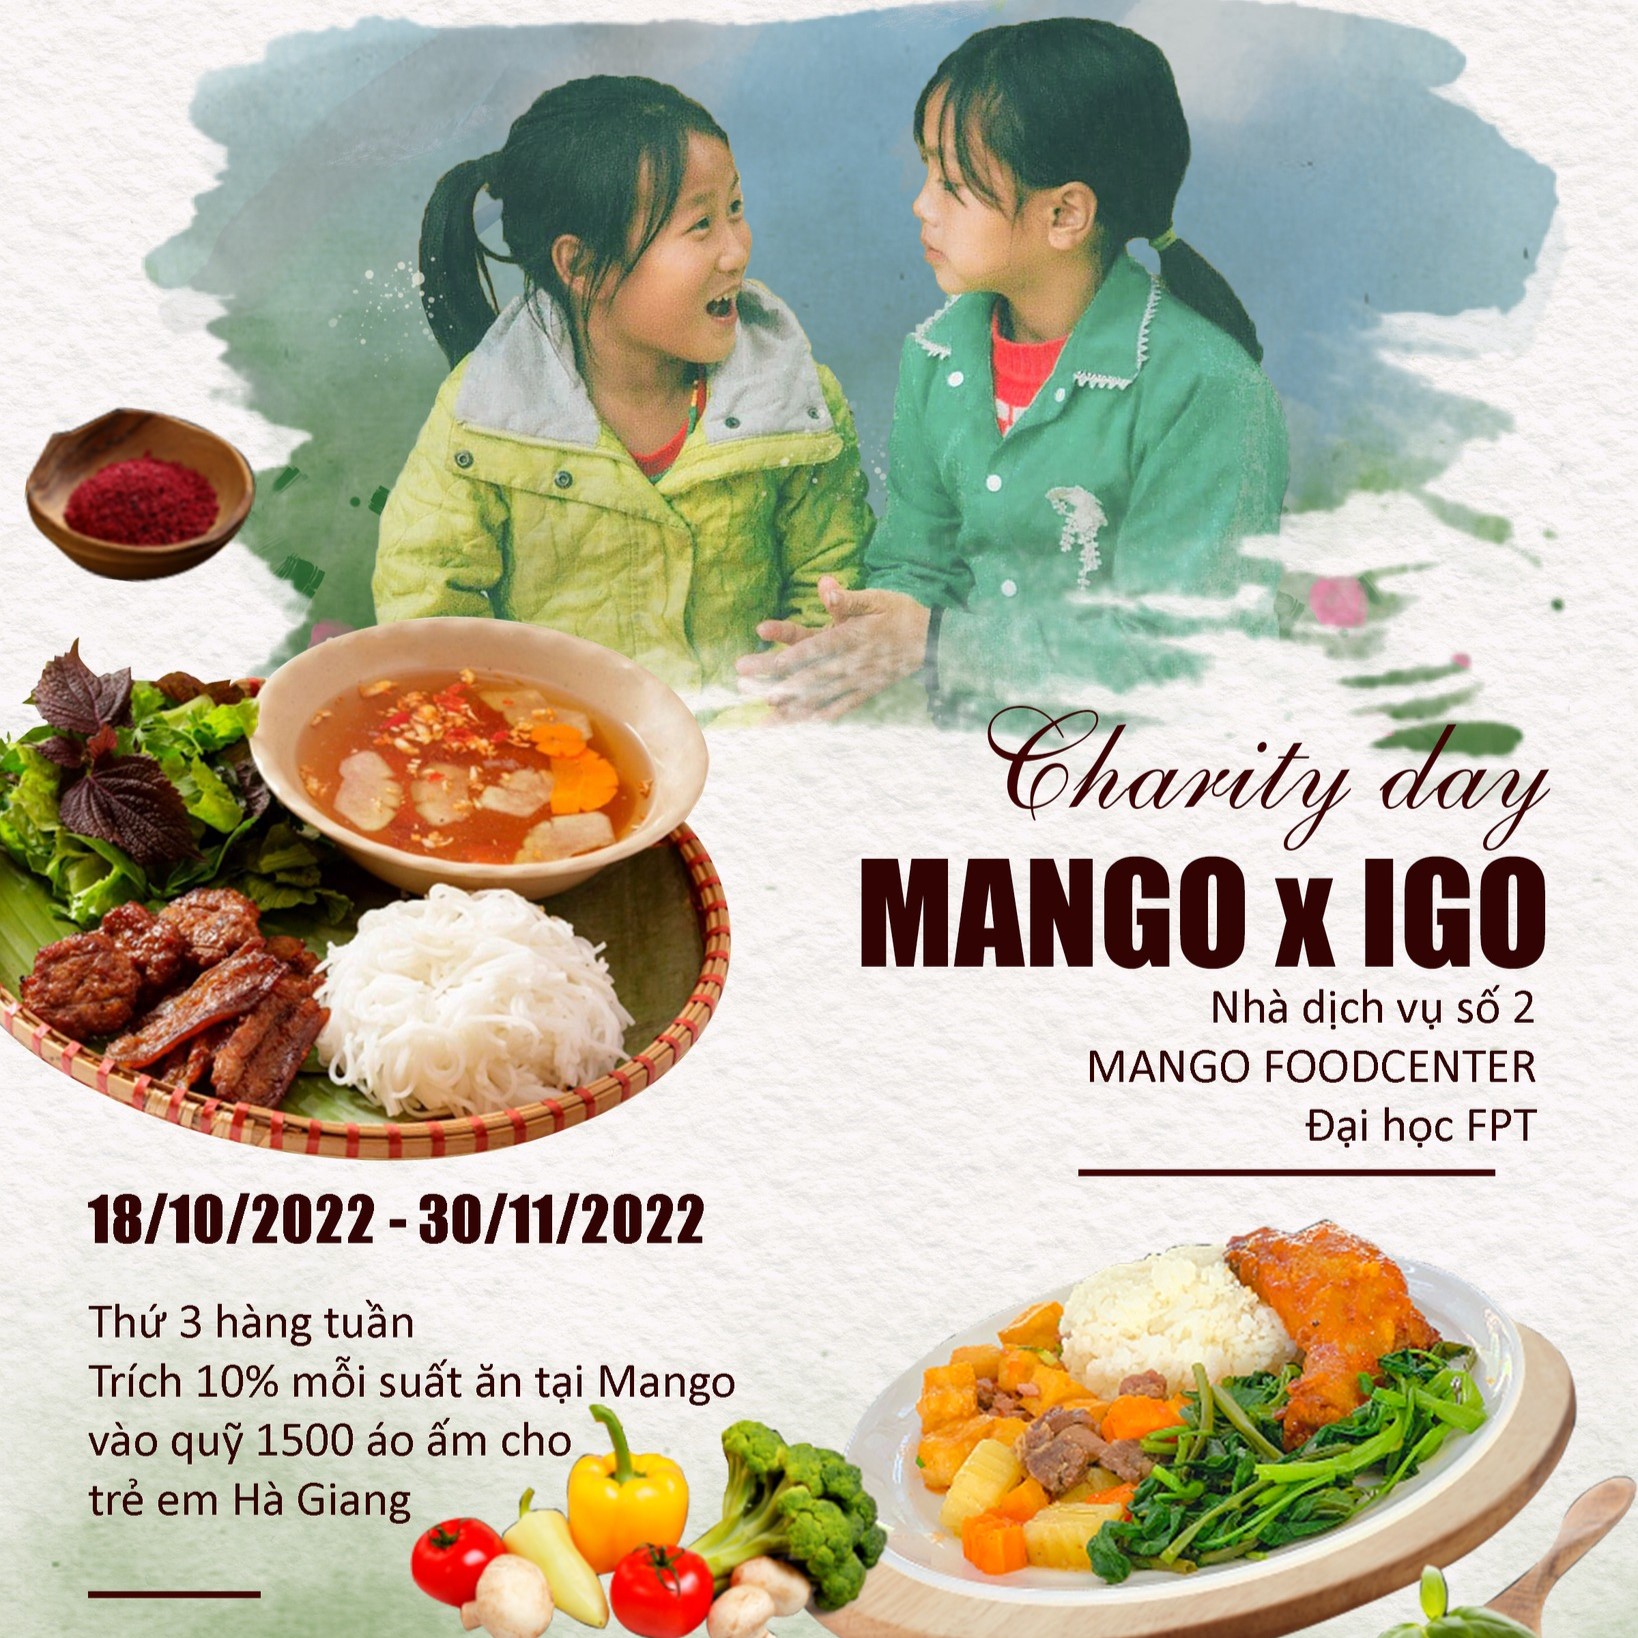 Charity day
MANGO x IGO
Nhà dịch vụ số 2
MANGO FOODCENTER
Đại học FPT
18/10/2022 - 30/11/2022
Thứ 3 hàng tuần
Trích 10% mỗi suất ăn tại Mango
vào quỹ 1500 áo ấm cho
trẻ em Hà Giang